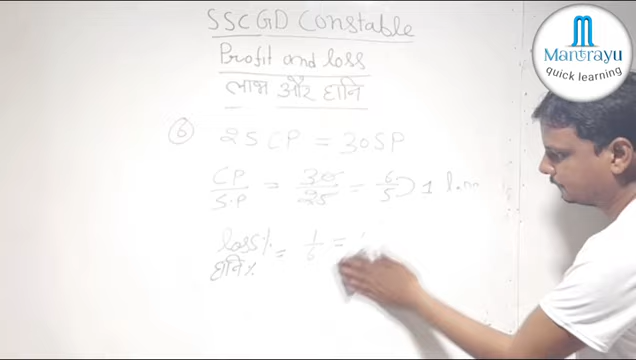 SSC GD Constable
Mantrayu
quick learning
Profit and loss
लाभ और हानि
6 25 CP = 30 SP
CP/S.P = 30/25 = 6/5 ) 1
loss% = 1/6 =
हानि%